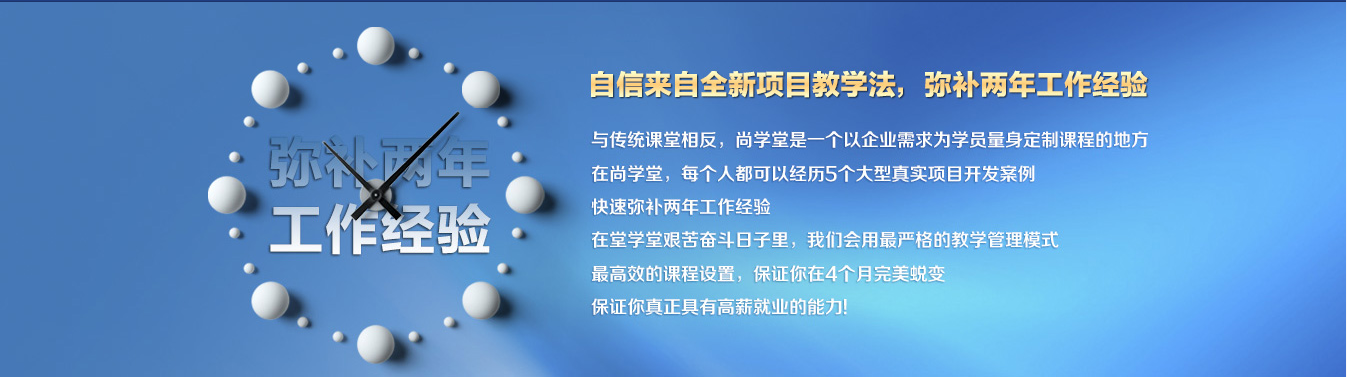 弥补两年
工作经验
自信来自全新项目教学法，弥补两年工作经验
与传统课堂相反，尚学堂是一个以企业需求为学员量身定制课程的地方
在尚学堂，每个人都可以经历5个大型真实项目开发案例
快速弥补两年工作经验
在堂学堂艰苦奋斗日子里，我们会用最严格的教学管理模式
最高效的课程设置，保证你在4个月完美蜕变
保证你真正具有高薪就业的能力!